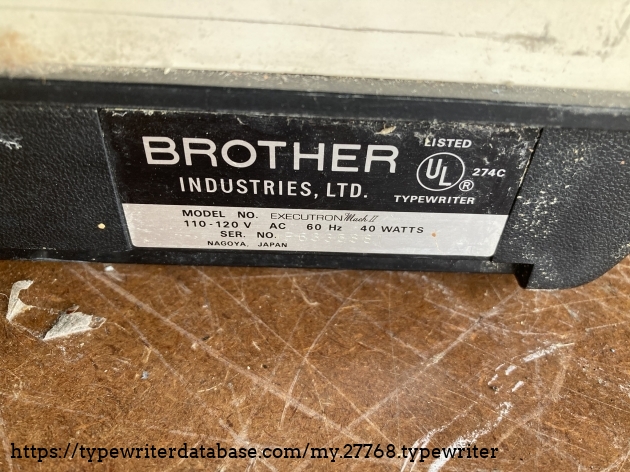 BROTHER
INDUSTRIES, LTD.
LISTED
UL ®
274C
TYPEWRITER
MODEL NO. EXECUTRON Mach II
110-120 V AC 60 Hz 40 WATTS
SER. NO.
NAGOYA, JAPAN
https://typewriterdatabase.com/my.27768.typewriter